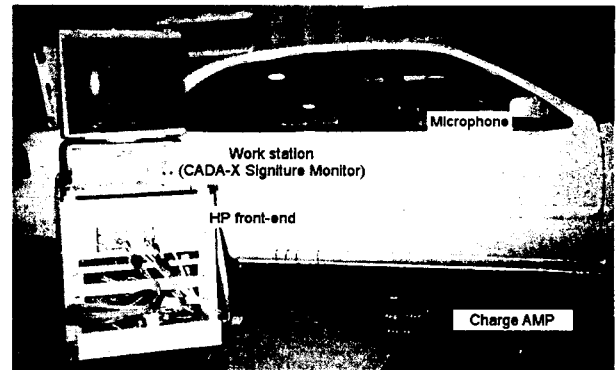 Microphone
Work station
(CADA-X Signiture Monitor)
HP front-end
Charge AMP